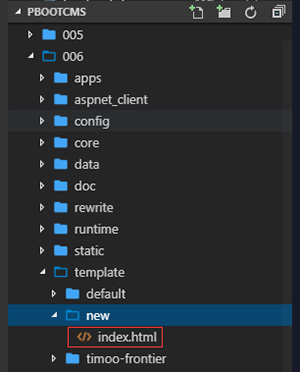 PBOOTCMS
005
006
apps
aspnet_client
config
core
data
doc
rewrite
runtime
static
template
default
new
index.html
timoo-frontier